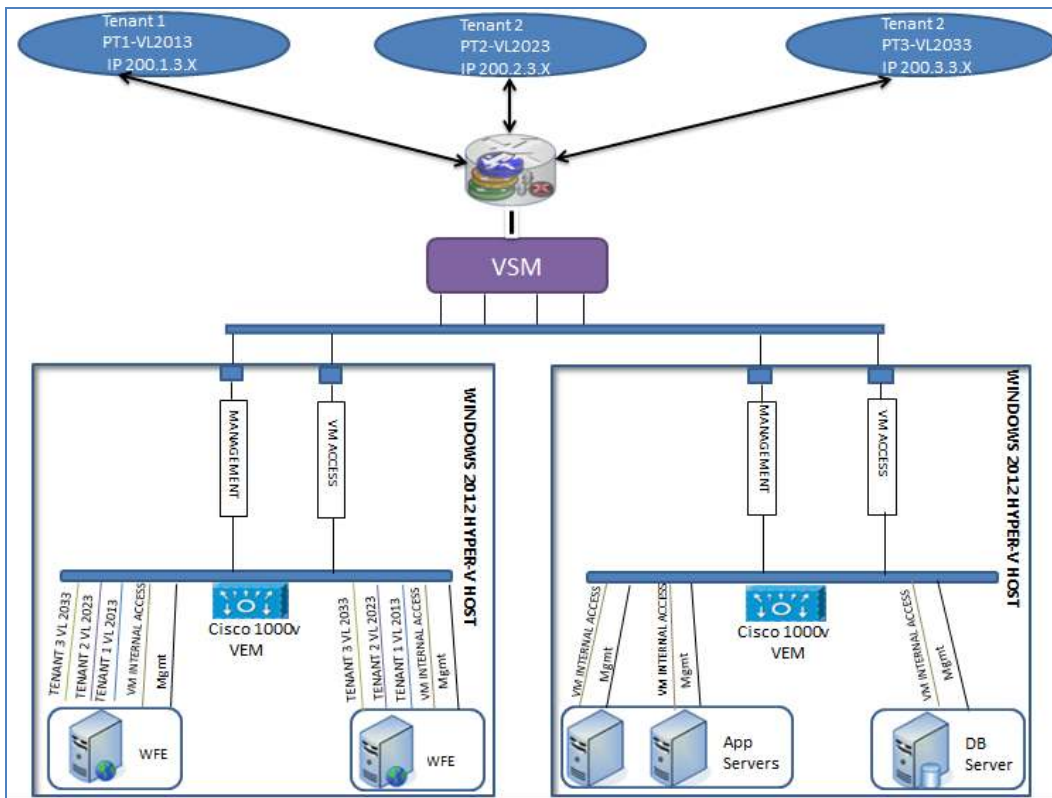 Tenant 1
PT1-VL2013
IP 200.1.3.X
Tenant 2
PT2-VL2023
IP 200.2.3.X
Tenant 2
PT3-VL2033
IP 200.3.3.X
VSM
MANAGEMENT
VM ACCESS
WINDOWS 2012 HYPER-V HOST
MANAGEMENT
VM ACCESS
WINDOWS 2012 HYPER-V HOST
TENANT 3 VL 2033
TENANT 2 VL 2023
TENANT 1 VL 2013
VM INTERNAL ACCESS
Mgmt
Cisco 1000v
VEM
TENANT 3 VL 2033
TENANT 2 VL 2023
TENANT 1 VL 2013
VM INTERNAL ACCESS
Mgmt
VM INTERNAL ACCESS
Mgmt
VM INTERNAL ACCESS
Mgmt
Cisco 1000v
VEM
VM INTERNAL ACCESS
Mgmt
WFE
WFE
App
Servers
DB
Server